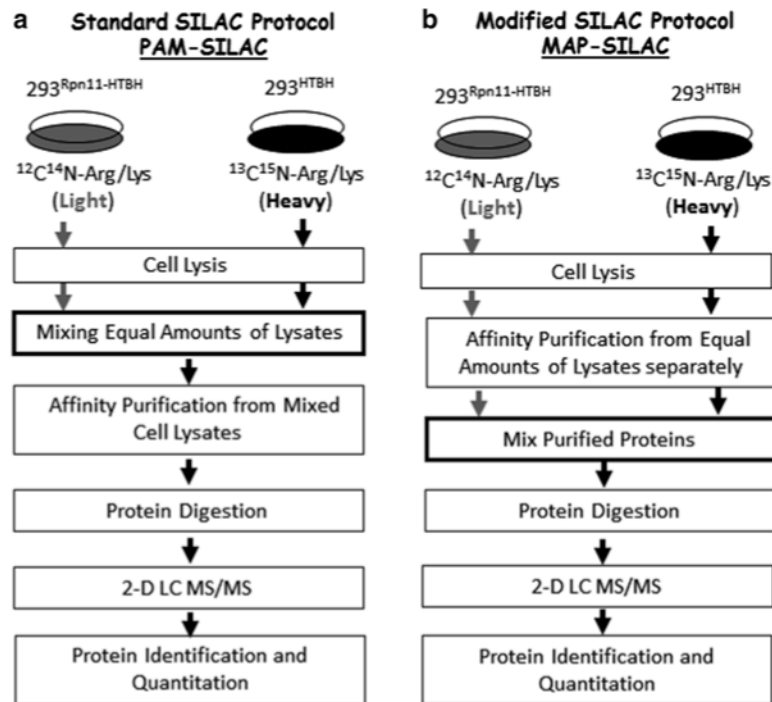 a
Standard SILAC Protocol
PAM-SILAC
293Rpn11-HTBH
293HTBH
12C14N-Arg/Lys
(Light)
13C15N-Arg/Lys
(Heavy)
Cell Lysis
Mixing Equal Amounts of Lysates
Affinity Purification from Mixed
Cell Lysates
Protein Digestion
2-D LC MS/MS
Protein Identification and
Quantitation
b
Modified SILAC Protocol
MAP-SILAC
293Rpn11-HTBH
293HTBH
12C14N-Arg/Lys
(Light)
13C15N-Arg/Lys
(Heavy)
Cell Lysis
Affinity Purification from Equal
Amounts of Lysates separately
Mix Purified Proteins
Protein Digestion
2-D LC MS/MS
Protein Identification and
Quantitation